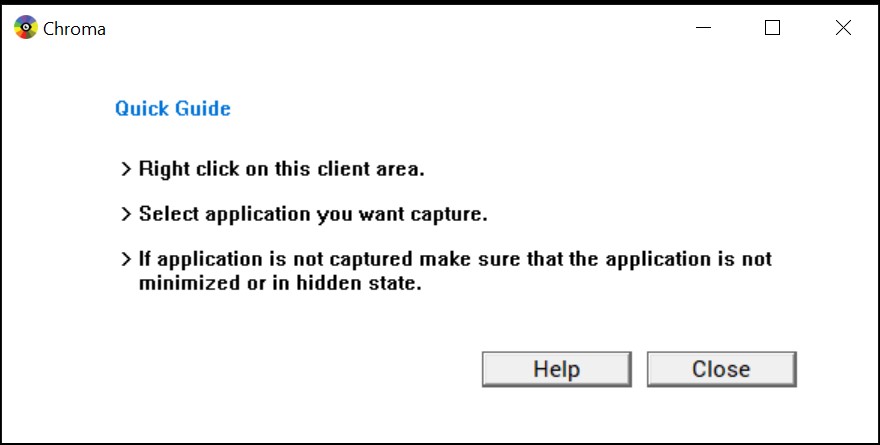 Chroma
Quick Guide
> Right click on this client area.
> Select application you want capture.
> If application is not captured make sure that the application is not
minimized or in hidden state.
Help Close